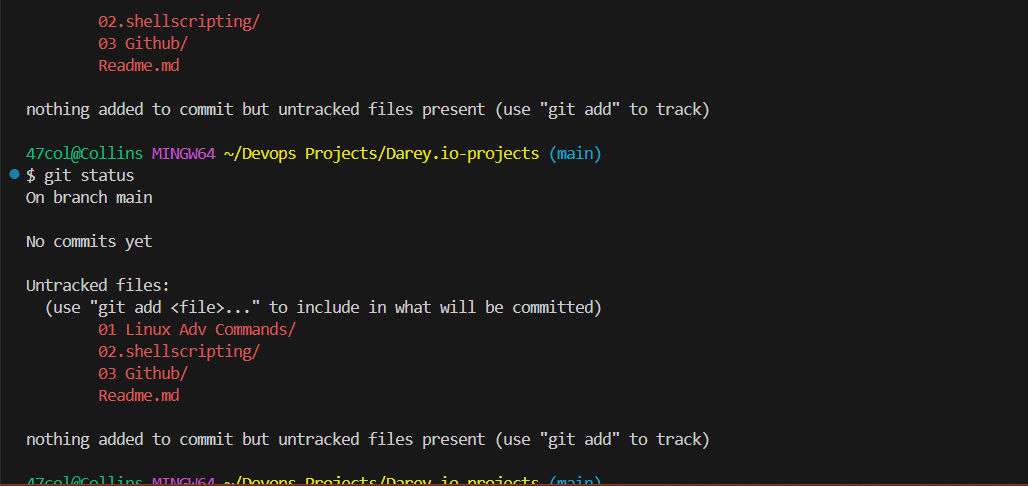 02.shellscripting/
03 Github/
Readme.md
nothing added to commit but untracked files present (use "git add" to track)
47col@Collins MINGW64 ~/Devops Projects/Darey.io-projects (main)
$ git status
On branch main
No commits yet
Untracked files:
(use "git add <file>..." to include in what will be committed)
01 Linux Adv Commands/
02.shellscripting/
03 Github/
Readme.md
nothing added to commit but untracked files present (use "git add" to track)
47col@Collins MINGW64 ~/Devops Projects/Darey.io-projects (main)